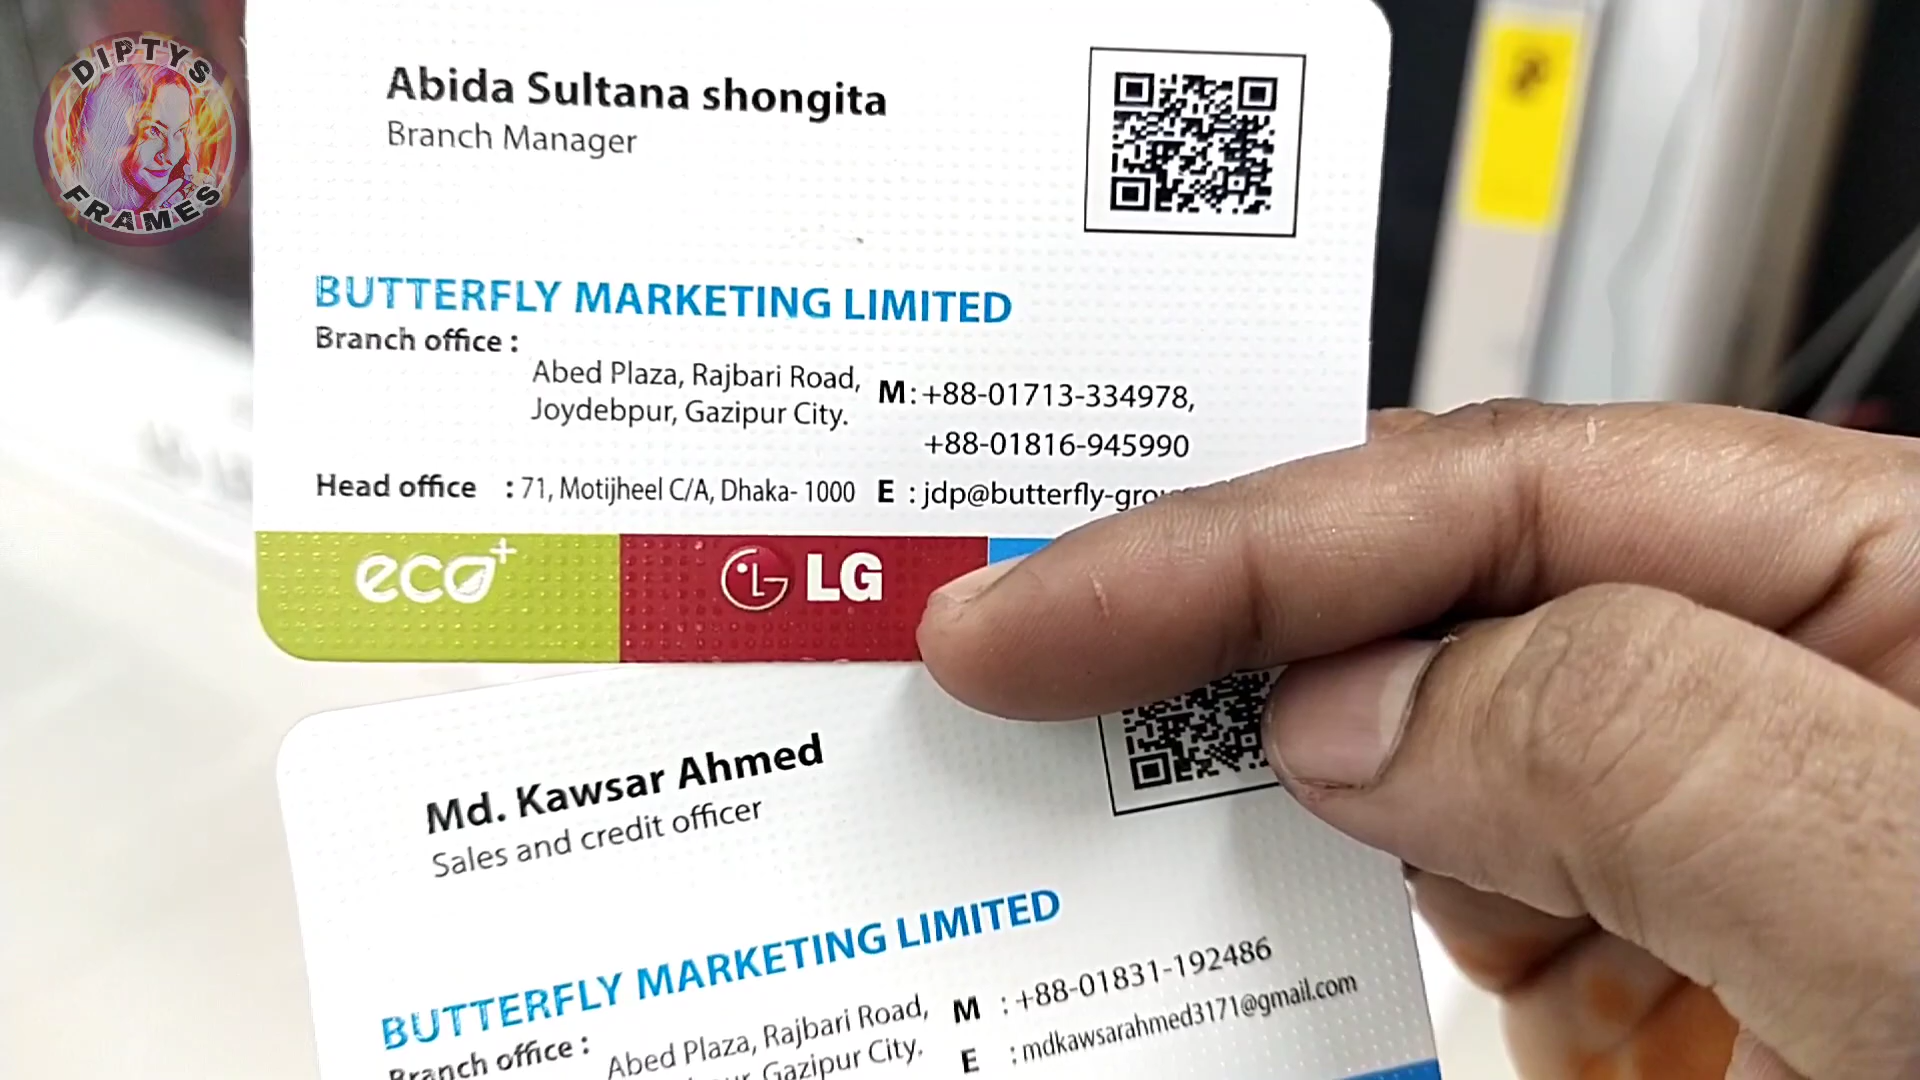 DIPTYS
FRAMES
Abida Sultana shongita
Branch Manager
BUTTERFLY MARKETING LIMITED
Branch office :
Abed Plaza, Rajbari Road,
Joydebpur, Gazipur City.
M : +88-01713-334978,
+88-01816-945990
Head office : 71, Motijheel C/A, Dhaka- 1000
E : jdp@butterfly-gro
eco+
LG
Md. Kawsar Ahmed
Sales and credit officer
BUTTERFLY MARKETING LIMITED
Branch office :
Abed Plaza, Rajbari Road,
Gazipur City.
M : +88-01831-192486
E : mdkawsarahmed3171@gmail.com